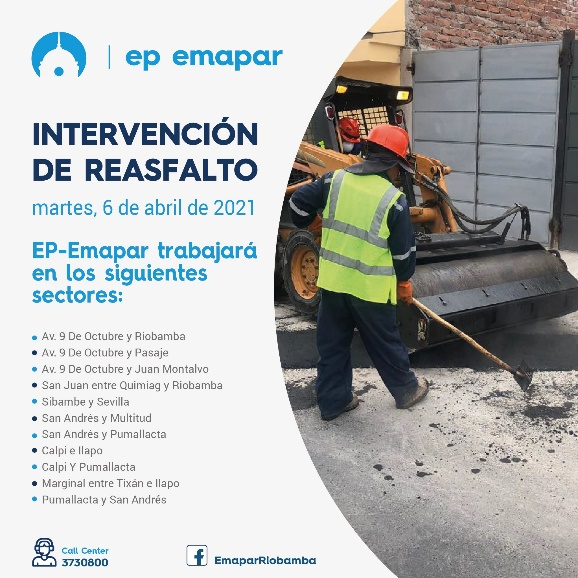 ep emapar
INTERVENCIÓN
DE REASFALTO
martes, 6 de abril de 2021
EP-Emapar trabajará
en los siguientes
sectores:
Av. 9 De Octubre y Riobamba
Av. 9 De Octubre y Pasaje
Av. 9 De Octubre y Juan Montalvo
San Juan entre Quimiag y Riobamba
Sibambe y Sevilla
San Andrés y Multitud
San Andrés y Pumallacta
Calpi e Ilapo
Calpi Y Pumallacta
Marginal entre Tixán e Ilapo
Pumallacta y San Andrés
Call Center
3730800
EmaparRiobamba